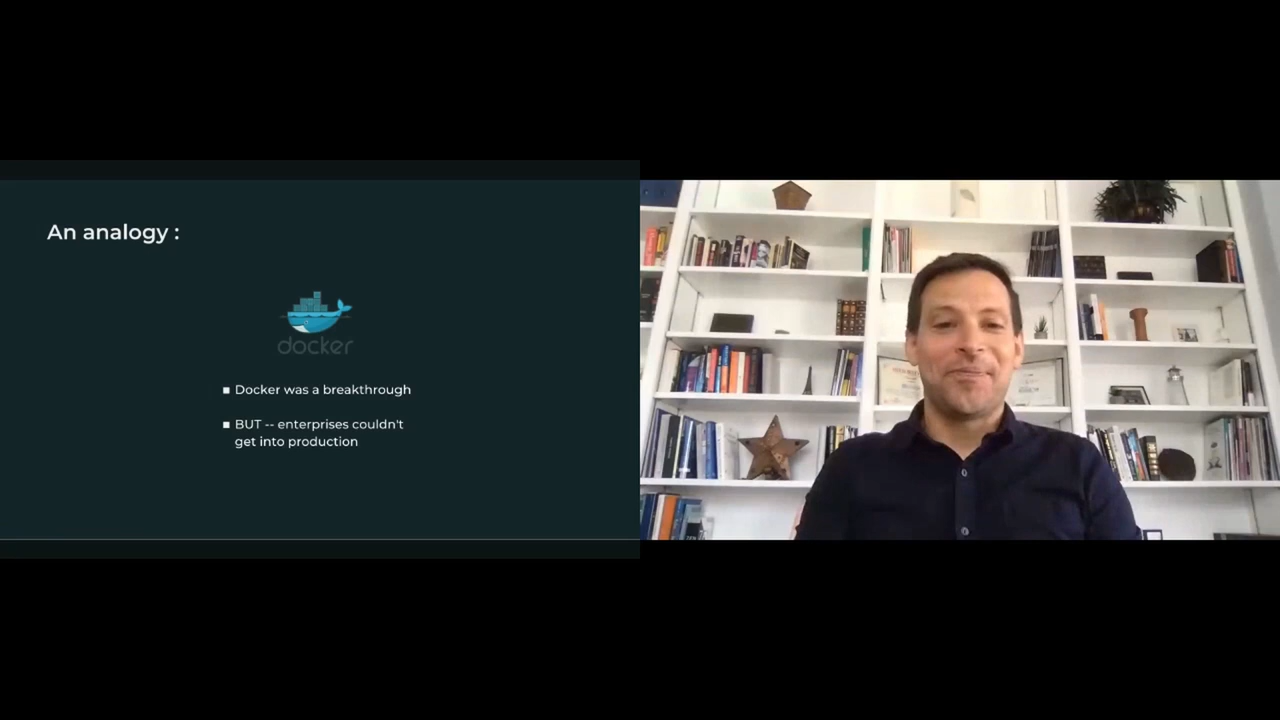 An analogy :
docker
▪ Docker was a breakthrough
▪ BUT -- enterprises couldn't
get into production